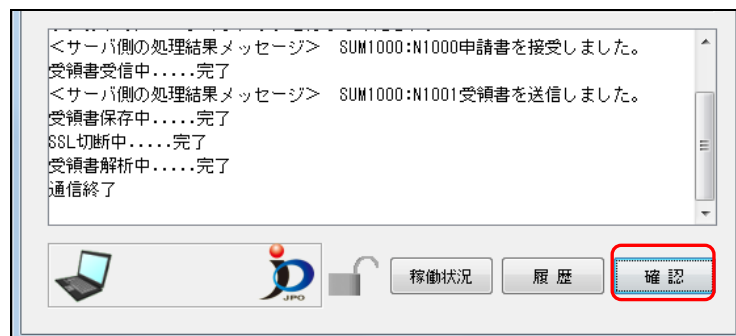 <サーバ側の処理結果メッセージ>　SUM1000:N1000申請書を接受しました。
受領書受信中.....完了
<サーバ側の処理結果メッセージ>　SUM1000:N1001受領書を送信しました。
受領書保存中.....完了
SSL切断中.....完了
受領書解析中.....完了
通信終了
JPO
稼働状況
履 歴
確 認